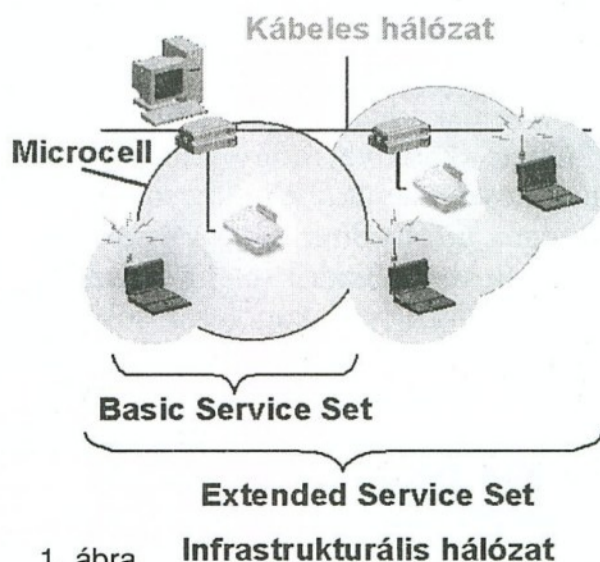 Kábeles hálózat
Microcell
Basic Service Set
Extended Service Set
1. ábra Infrastrukturális hálózat